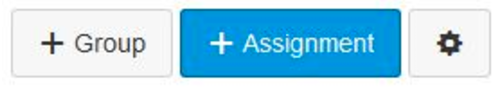 + Group + Assignment